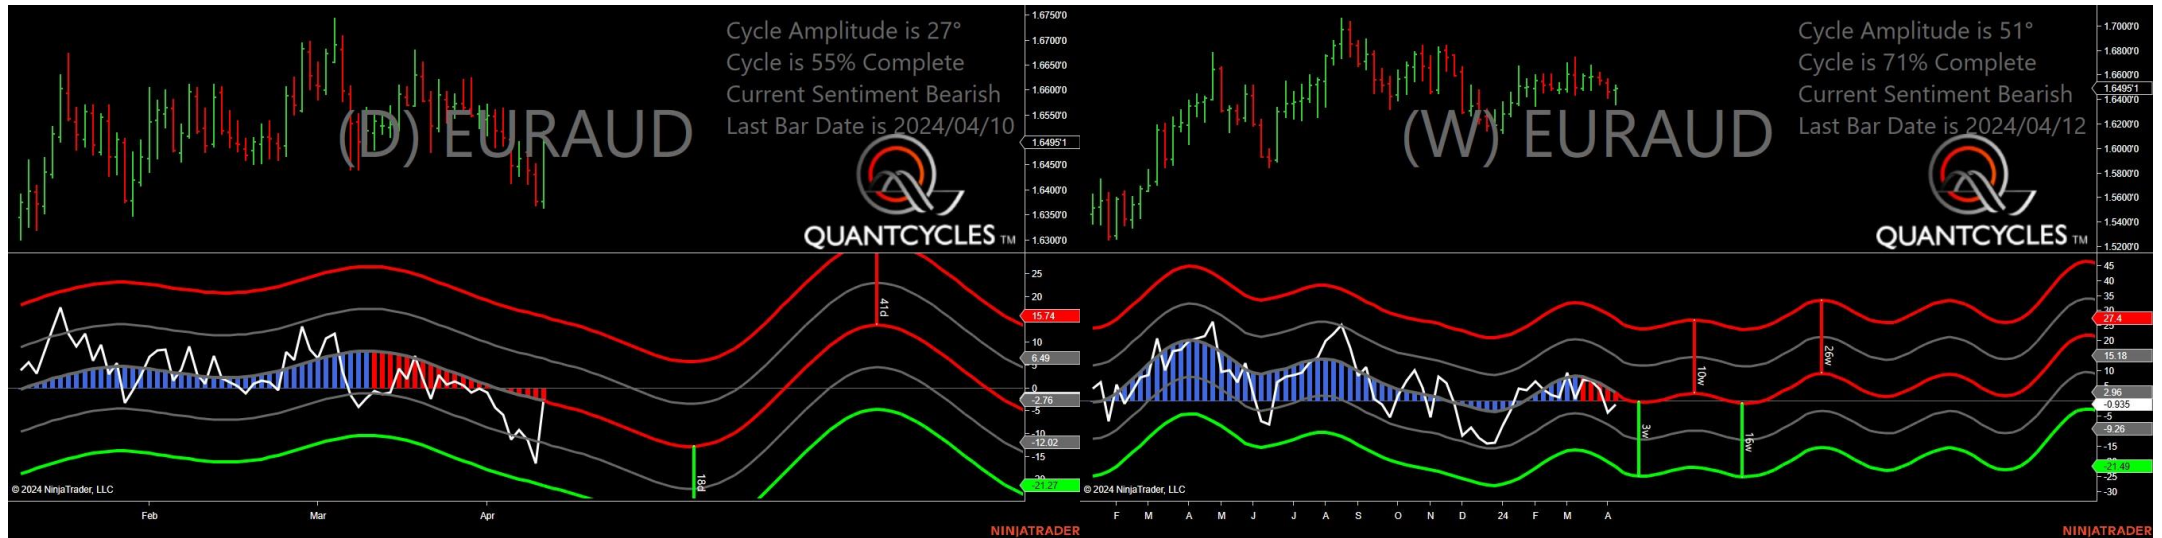 Cycle Amplitude is 27°
Cycle is 55% Complete
Current Sentiment Bearish
Last Bar Date is 2024/04/10
(D) EURAUD
QUANTCYCLES TM
1.6750'0
1.6700'0
1.6650'0
1.6600'0
1.6550'0
1.6495'1
1.6450'0
1.6400'0
1.6350'0
1.6300'0
25
20
15.74
10
6.49
5
0
-2.76
-5
-10
-12.02
-15
-21.27
41d
18d
© 2024 NinjaTrader, LLC
Feb
Mar
Apr
NINJATRADER
Cycle Amplitude is 51°
Cycle is 71% Complete
Current Sentiment Bearish
Last Bar Date is 2024/04/12
(W) EURAUD
QUANTCYCLES TM
1.7000'0
1.6800'0
1.6600'0
1.6495'1
1.6400'0
1.6200'0
1.6000'0
1.5800'0
1.5600'0
1.5400'0
1.5200'0
45
40
35
30
27.4
25
20
15.18
10
5
2.96
-0.935
-5
-9.26
-15
-21.49
-25
-30
10w
26w
3w
16w
© 2024 NinjaTrader, LLC
F M A M J J A S O N D 24 F M A
NINJATRADER